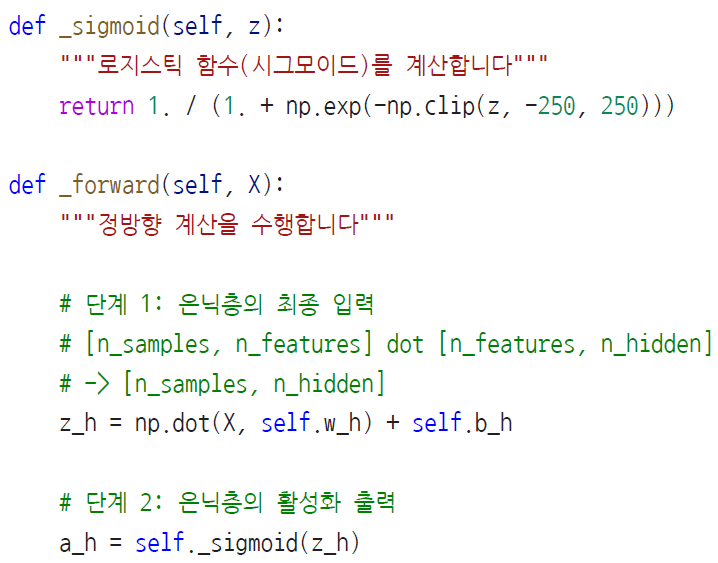 def _sigmoid(self, z):
    """로지스틱 함수(시그모이드)를 계산합니다"""
    return 1. / (1. + np.exp(-np.clip(z, -250, 250)))

def _forward(self, X):
    """정방향 계산을 수행합니다"""

    # 단계 1: 은닉층의 최종 입력
    # [n_samples, n_features] dot [n_features, n_hidden]
    # -> [n_samples, n_hidden]
    z_h = np.dot(X, self.w_h) + self.b_h

    # 단계 2: 은닉층의 활성화 출력
    a_h = self._sigmoid(z_h)